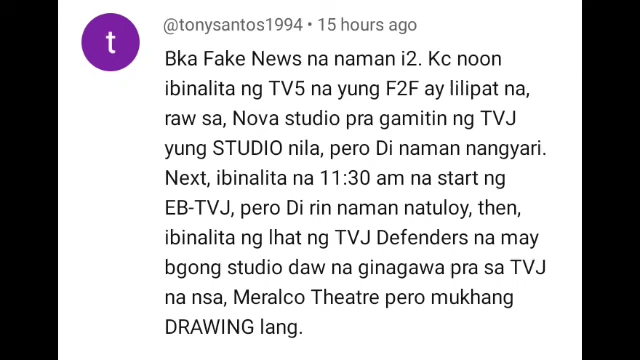 t
@tonysantos1994 • 15 hours ago
Bka Fake News na naman i2. Kc noon
ibinalita ng TV5 na yung F2F ay lilipat na,
raw sa, Nova studio pra gamitin ng TVJ
yung STUDIO nila, pero Di naman nangyari.
Next, ibinalita na 11:30 am na start ng
EB-TVJ, pero Di rin naman natuloy, then,
ibinalita ng lhat ng TVJ Defenders na may
bgong studio daw na ginagawa pra sa TVJ
na nsa, Meralco Theatre pero mukhang
DRAWING lang.